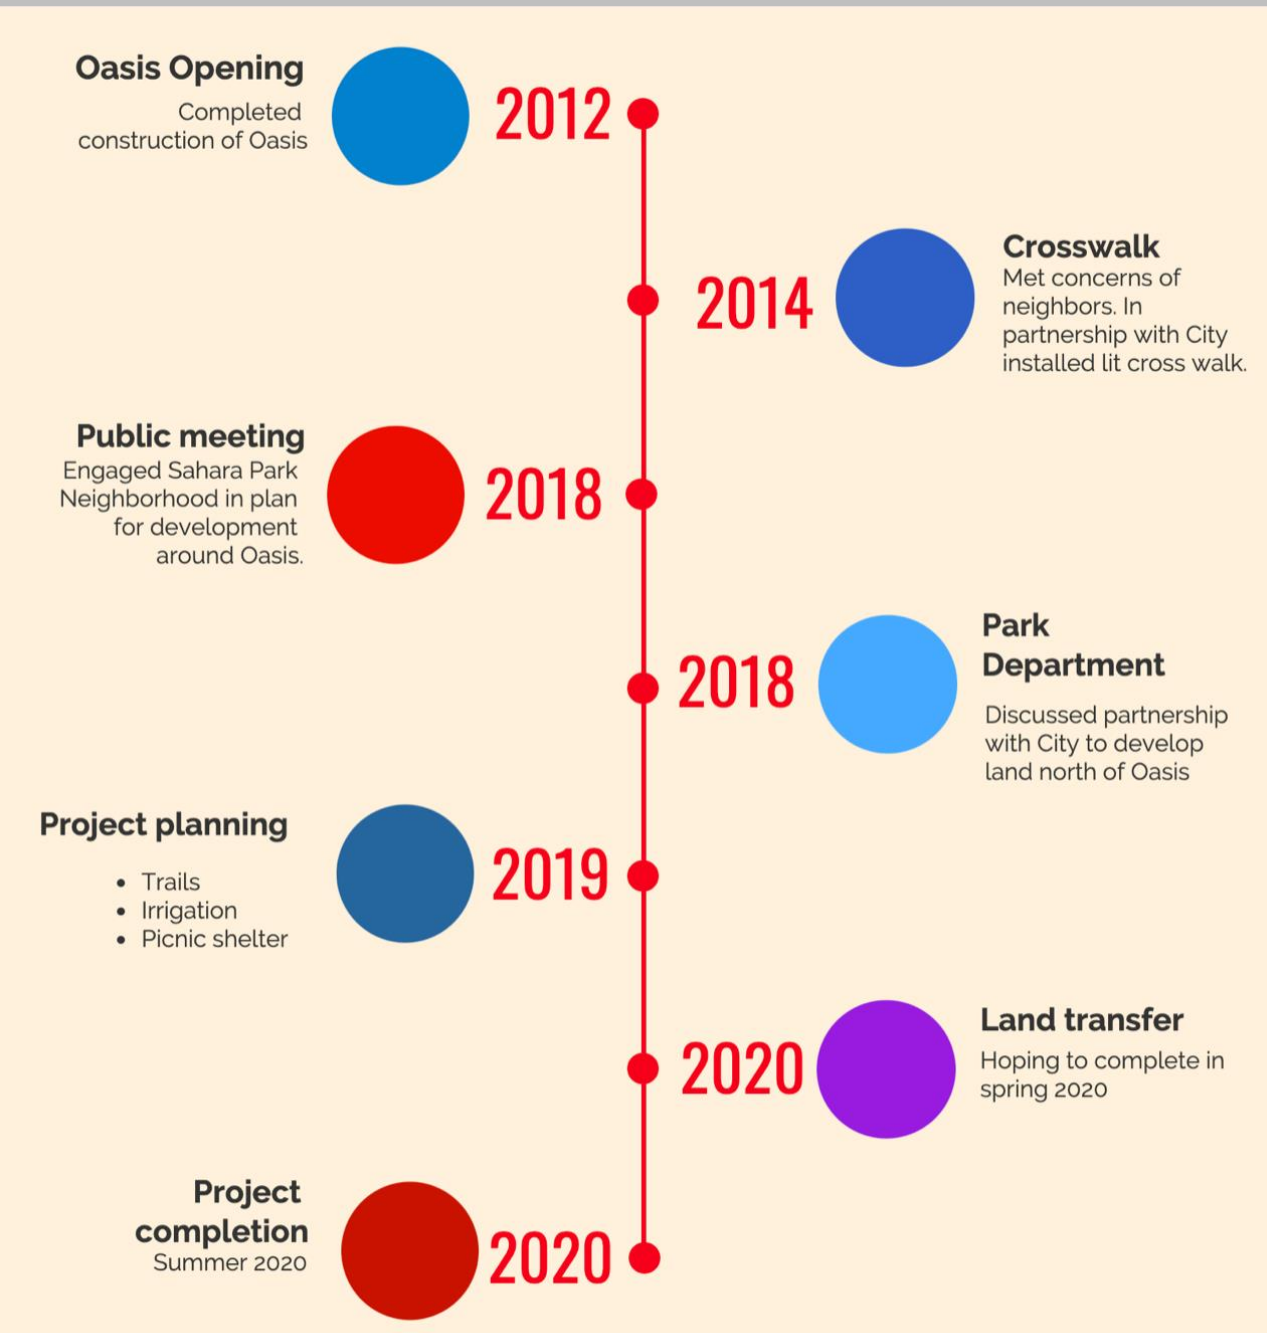 Oasis Opening
Completed
construction of Oasis
2012
2014
Crosswalk
Met concerns of
neighbors. In
partnership with City
installed lit cross walk.
Public meeting
Engaged Sahara Park
Neighborhood in plan
for development
around Oasis.
2018
2018
Park
Department
Discussed partnership
with City to develop
land north of Oasis
Project planning
• Trails
• Irrigation
• Picnic shelter
2019
2020
Land transfer
Hoping to complete in
spring 2020
Project
completion
Summer 2020
2020